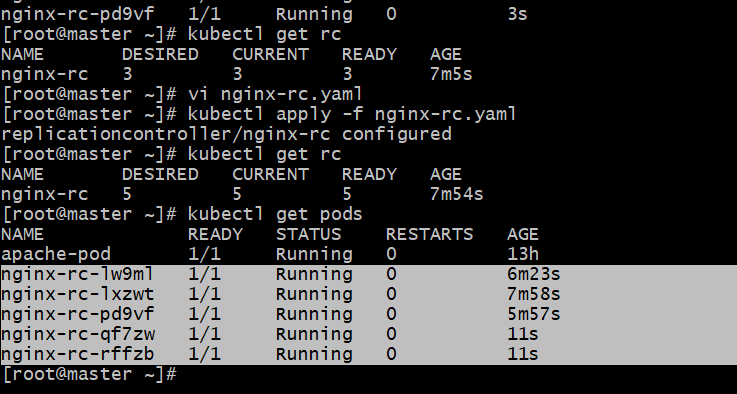 nginx-rc-pd9vf   1/1     Running   0          3s
[root@master ~]# kubectl get rc
NAME       DESIRED   CURRENT   READY   AGE
nginx-rc   3         3         3       7m5s
[root@master ~]# vi nginx-rc.yaml
[root@master ~]# kubectl apply -f nginx-rc.yaml
replicationcontroller/nginx-rc configured
[root@master ~]# kubectl get rc
NAME       DESIRED   CURRENT   READY   AGE
nginx-rc   5         5         5       7m54s
[root@master ~]# kubectl get pods
NAME             READY   STATUS    RESTARTS   AGE
apache-pod       1/1     Running   0          13h
nginx-rc-lw9ml   1/1     Running   0          6m23s
nginx-rc-lxzwt   1/1     Running   0          7m58s
nginx-rc-pd9vf   1/1     Running   0          5m57s
nginx-rc-qf7zw   1/1     Running   0          11s
nginx-rc-rffzb   1/1     Running   0          11s
[root@master ~]#